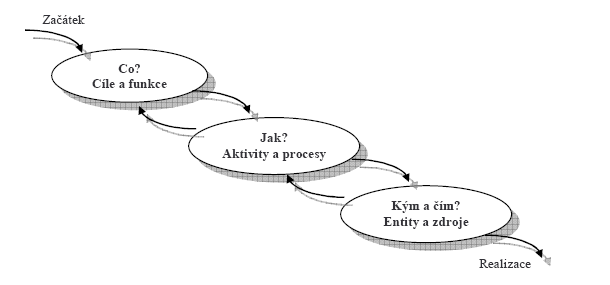 Začátek
Co?
Cíle a funkce
Jak?
Aktivity a procesy
Kým a čím?
Entity a zdroje
Realizace